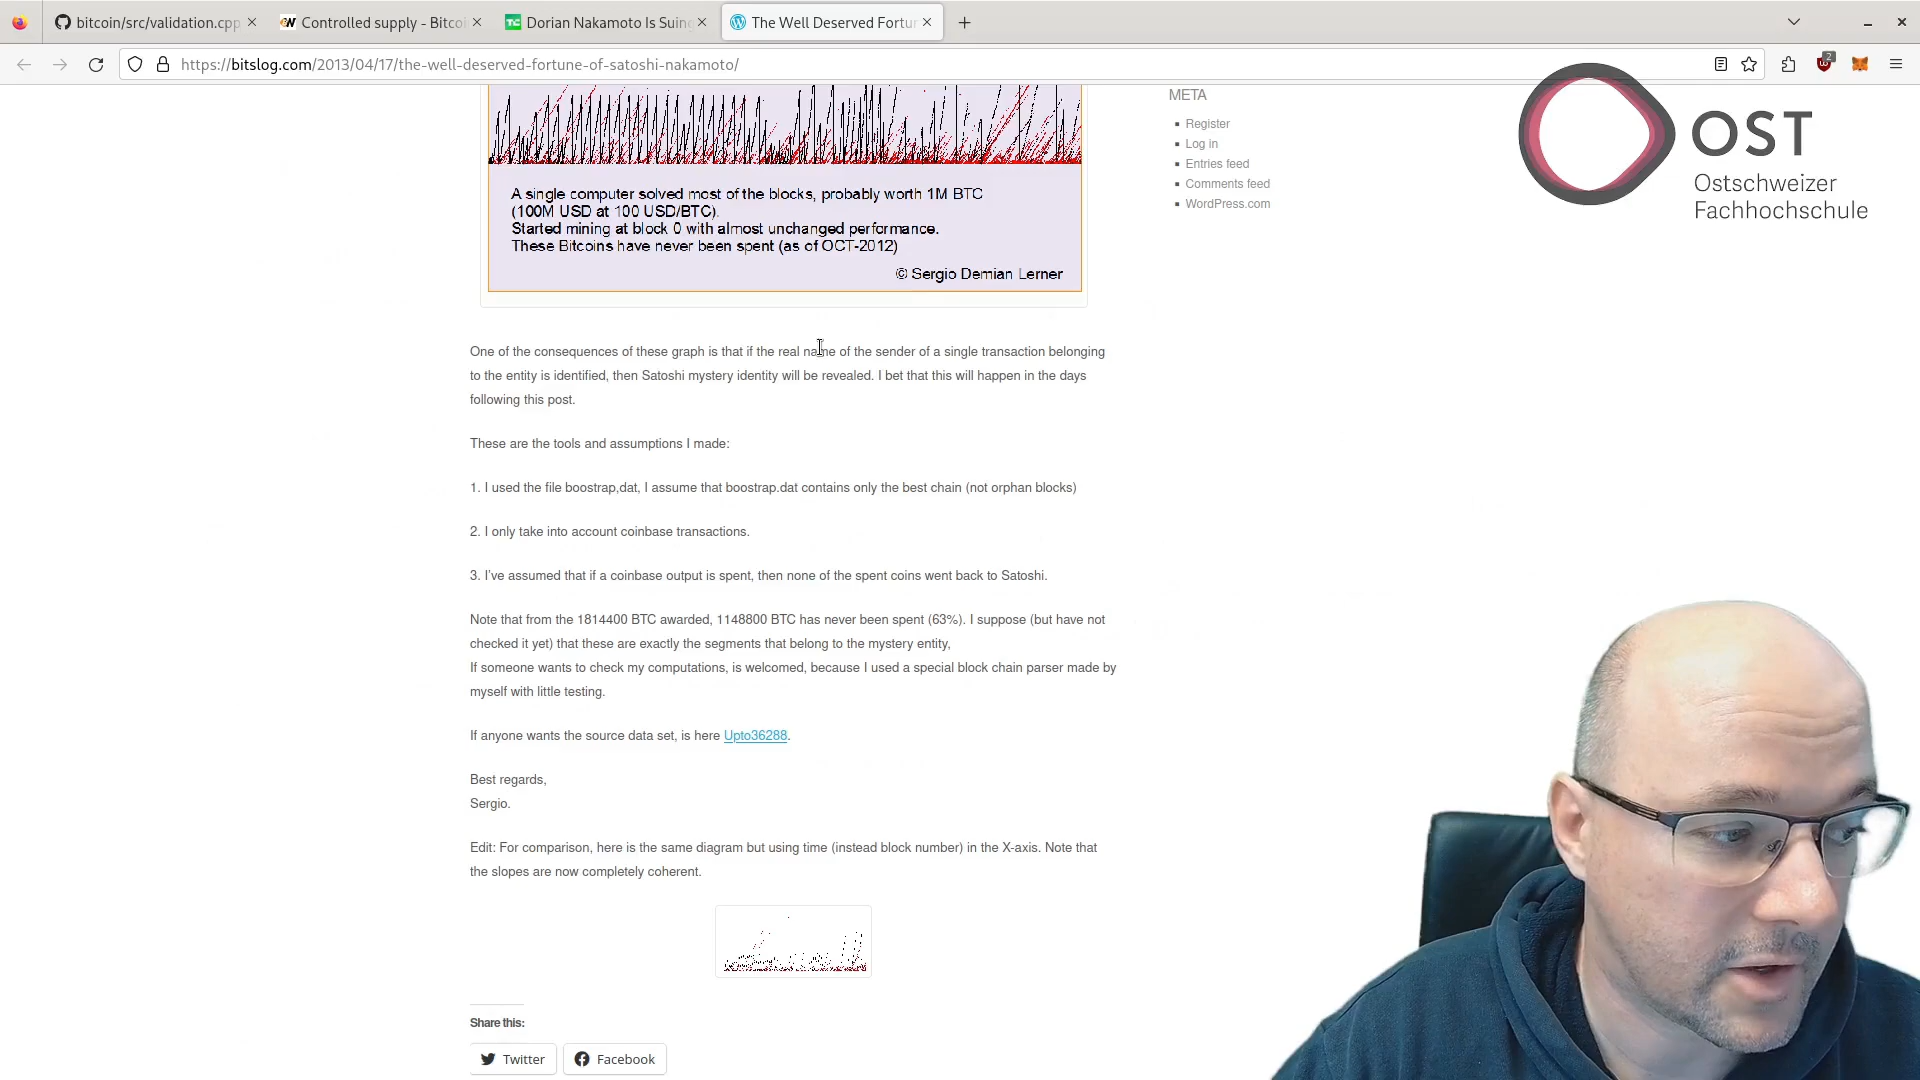 bitcoin/src/validation.cpp
Controlled supply - Bitcoi
Dorian Nakamoto Is Suing
The Well Deserved Fortun
https://bitslog.com/2013/04/17/the-well-deserved-fortune-of-satoshi-nakamoto/
2
A single computer solved most of the blocks, probably worth 1M BTC
(100M USD at 100 USD/BTC).
Started mining at block 0 with almost unchanged performance.
These Bitcoins have never been spent (as of OCT-2012)
© Sergio Demian Lerner
META
Register
Log in
Entries feed
Comments feed
WordPress.com
OST
Ostschweizer
Fachhochschule
One of the consequences of these graph is that if the real name of the sender of a single transaction belonging
to the entity is identified, then Satoshi mystery identity will be revealed. I bet that this will happen in the days
following this post.
These are the tools and assumptions I made:
1. I used the file boostrap,dat, I assume that boostrap.dat contains only the best chain (not orphan blocks)
2. I only take into account coinbase transactions.
3. I've assumed that if a coinbase output is spent, then none of the spent coins went back to Satoshi.
Note that from the 1814400 BTC awarded, 1148800 BTC has never been spent (63%). I suppose (but have not
checked it yet) that these are exactly the segments that belong to the mystery entity,
If someone wants to check my computations, is welcomed, because I used a special block chain parser made by
myself with little testing.
If anyone wants the source data set, is here Upto36288.
Best regards,
Sergio.
Edit: For comparison, here is the same diagram but using time (instead block number) in the X-axis. Note that
the slopes are now completely coherent.
Share this:
Twitter
Facebook